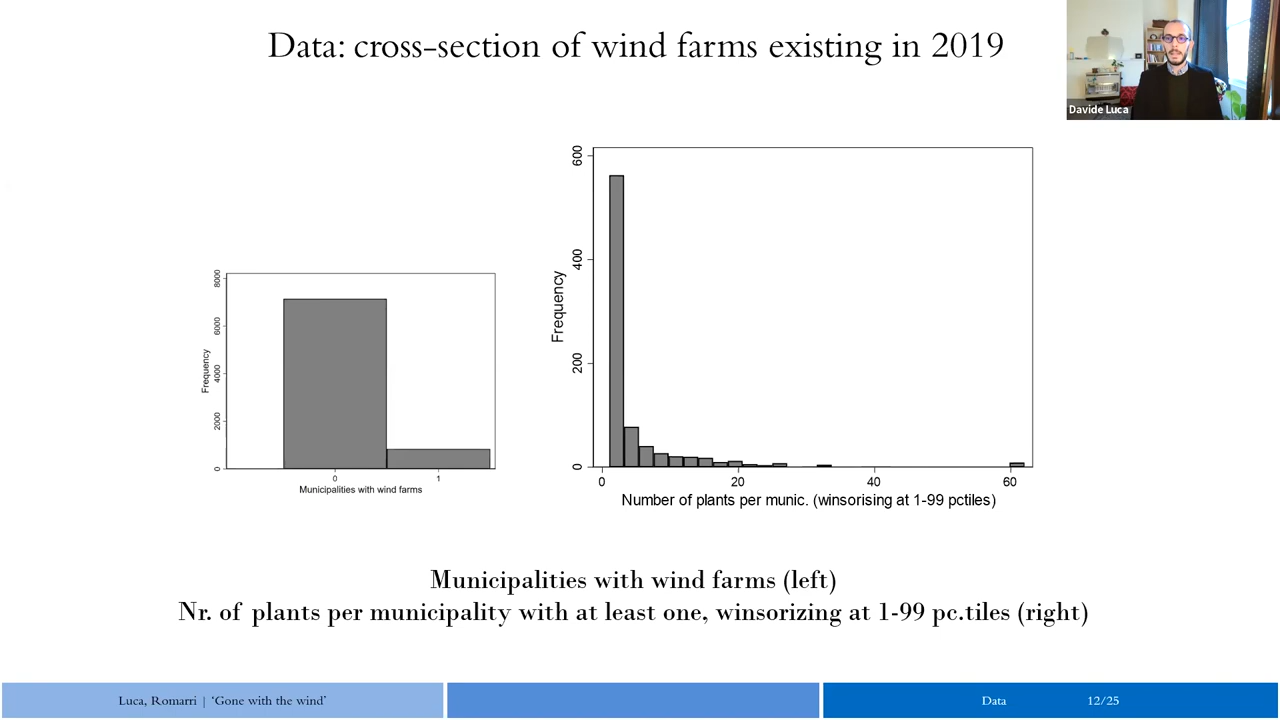 Data: cross-section of wind farms existing in 2019
Davide Luca
8000
6000
4000
2000
0
Frequency
0
1
Municipalities with wind farms
600
400
200
0
Frequency
0
20
40
60
Number of plants per munic. (winsorising at 1-99 pctiles)
Municipalities with wind farms (left)
Nr. of plants per municipality with at least one, winsorizing at 1-99 pc.tiles (right)
Luca, Romarri | ‘Gone with the wind’
Data
12/25